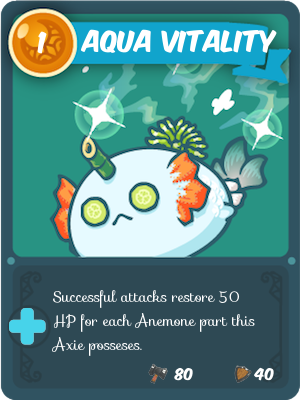 1 AQUA VITALITY
Successful attacks restore 50
HP for each Anemone part this
Axie posseses.
80 40